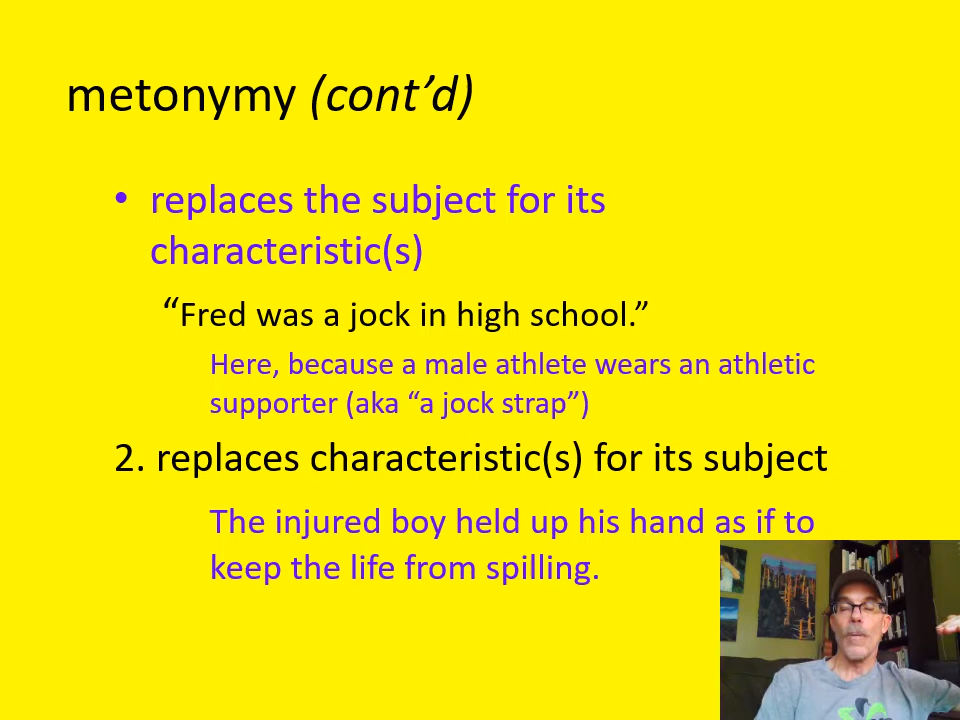 metonymy (cont’d)
• replaces the subject for its
characteristic(s)
“Fred was a jock in high school.”
Here, because a male athlete wears an athletic
supporter (aka “a jock strap”)
2. replaces characteristic(s) for its subject
The injured boy held up his hand as if to
keep the life from spilling.